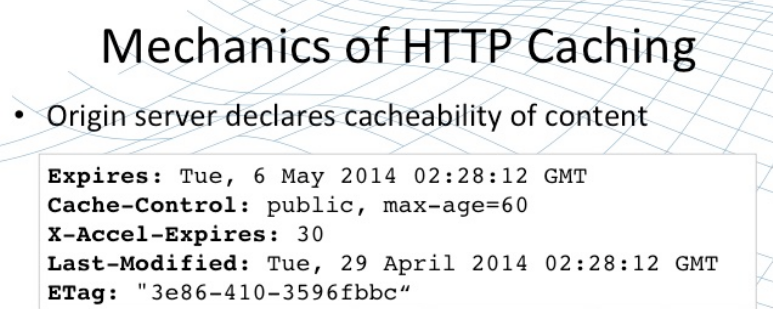 Mechanics of HTTP Caching
• Origin server declares cacheability of content
Expires: Tue, 6 May 2014 02:28:12 GMT
Cache-Control: public, max-age=60
X-Accel-Expires: 30
Last-Modified: Tue, 29 April 2014 02:28:12 GMT
ETag: "3e86-410-3596fbbc“